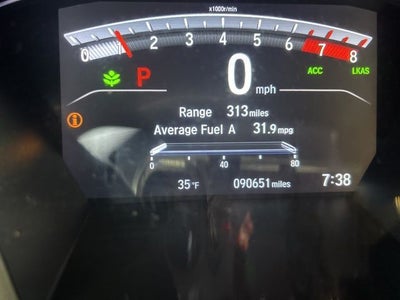 x1000r/min
0 1 2 3 4 5 6 7 8
P 0 mph ACC LKAS
Range 313 miles
Average Fuel A 31.9 mpg
0 40 80
35°F 090651 miles 7:38